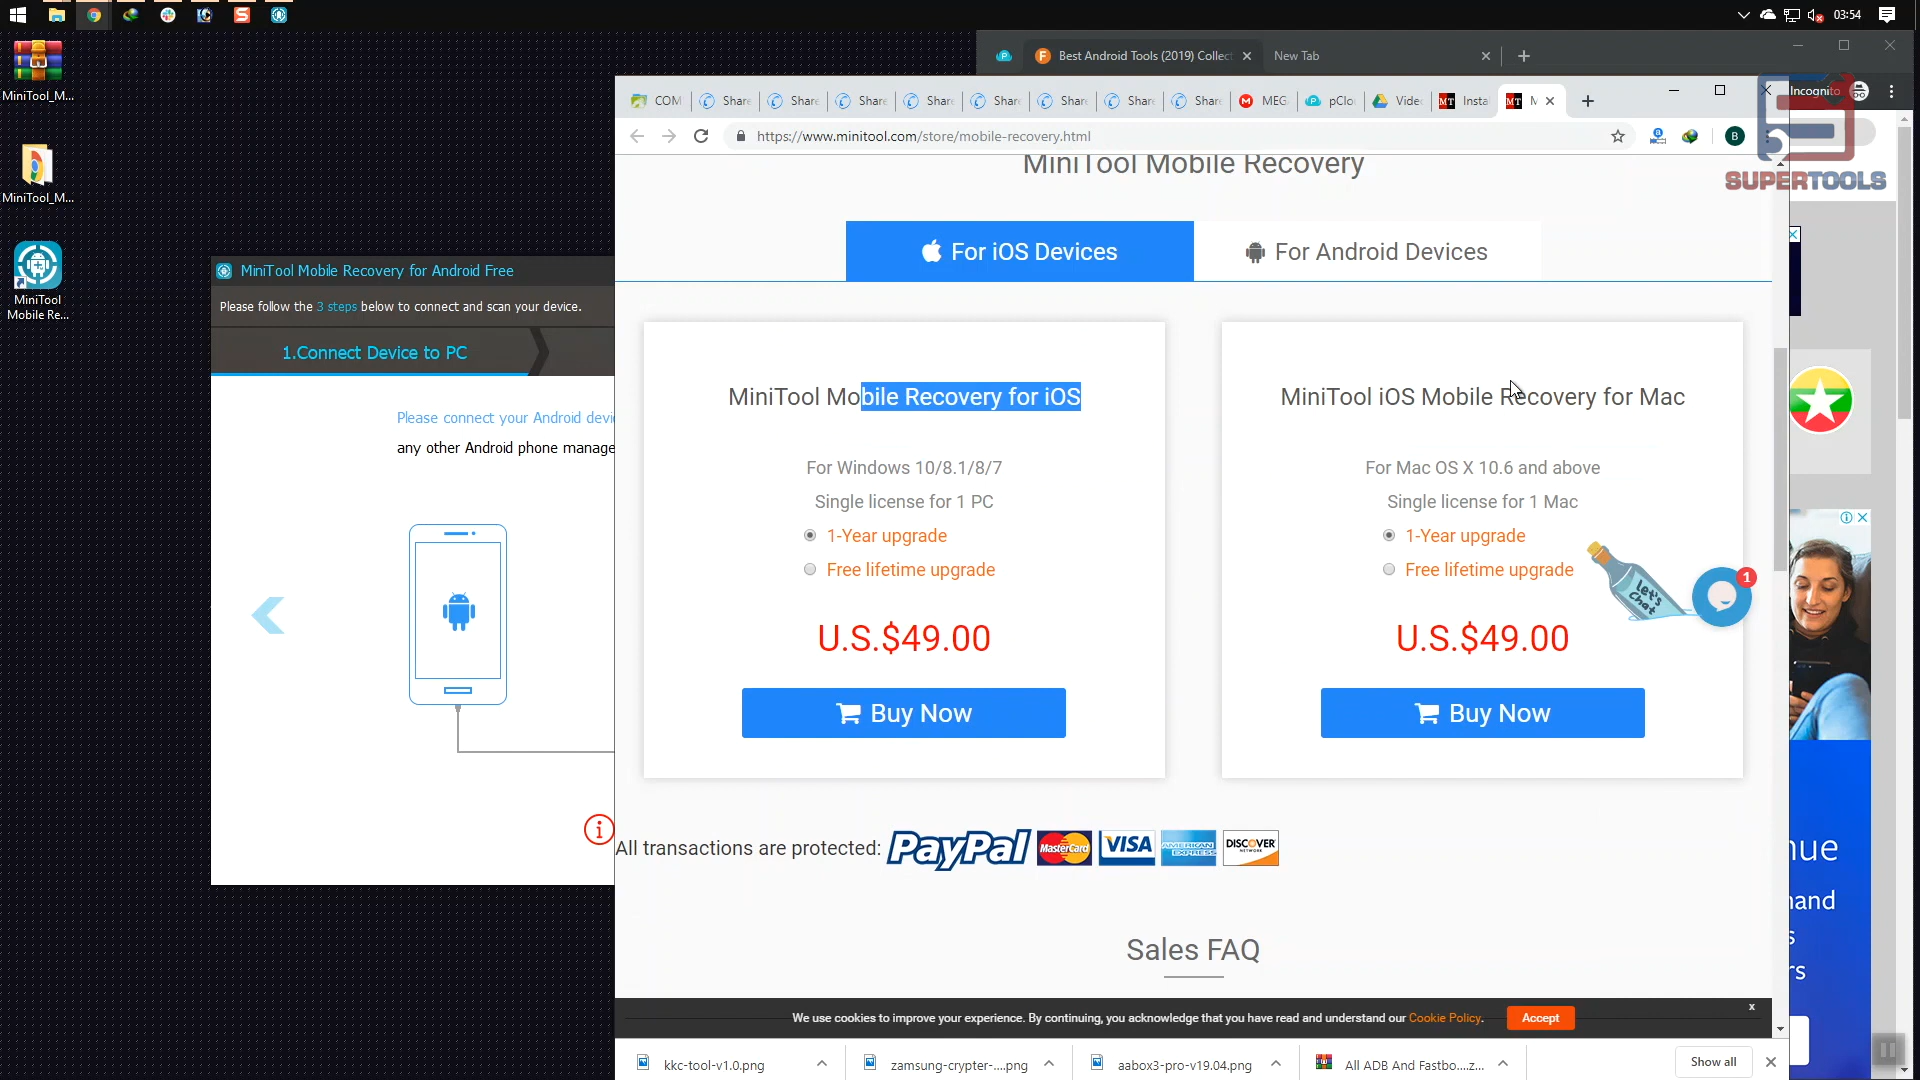 03:54
MiniTool_M...
MiniTool_M...
MiniTool
Mobile Re...
Best Android Tools (2019) Collec
New Tab
COM
Share
Share
Share
Share
Share
Share
Share
Share
MEG
pClo
Vide
Insta
M
Incognito
https://www.minitool.com/store/mobile-recovery.html
B
SUPERTOOLS
MiniTool Mobile Recovery
For iOS Devices
For Android Devices
MiniTool Mobile Recovery for Android Free
Please follow the 3 steps below to connect and scan your device.
1.Connect Device to PC
Please connect your Android devi
any other Android phone manage
MiniTool Mobile Recovery for iOS
For Windows 10/8.1/8/7
Single license for 1 PC
1-Year upgrade
Free lifetime upgrade
U.S.$49.00
Buy Now
MiniTool iOS Mobile Recovery for Mac
For Mac OS X 10.6 and above
Single license for 1 Mac
1-Year upgrade
Free lifetime upgrade
U.S.$49.00
Buy Now
Let's
Chat
1
All transactions are protected: PayPal MasterCard VISA AMERICAN EXPRESS DISCOVER NETWORK
Sales FAQ
We use cookies to improve your experience. By continuing, you acknowledge that you have read and understand our Cookie Policy.
Accept
x
nue
nand
s
rs
kkc-tool-v1.0.png
zamsung-crypter-....png
aabox3-pro-v19.04.png
All ADB And Fastbo....z...
Show all